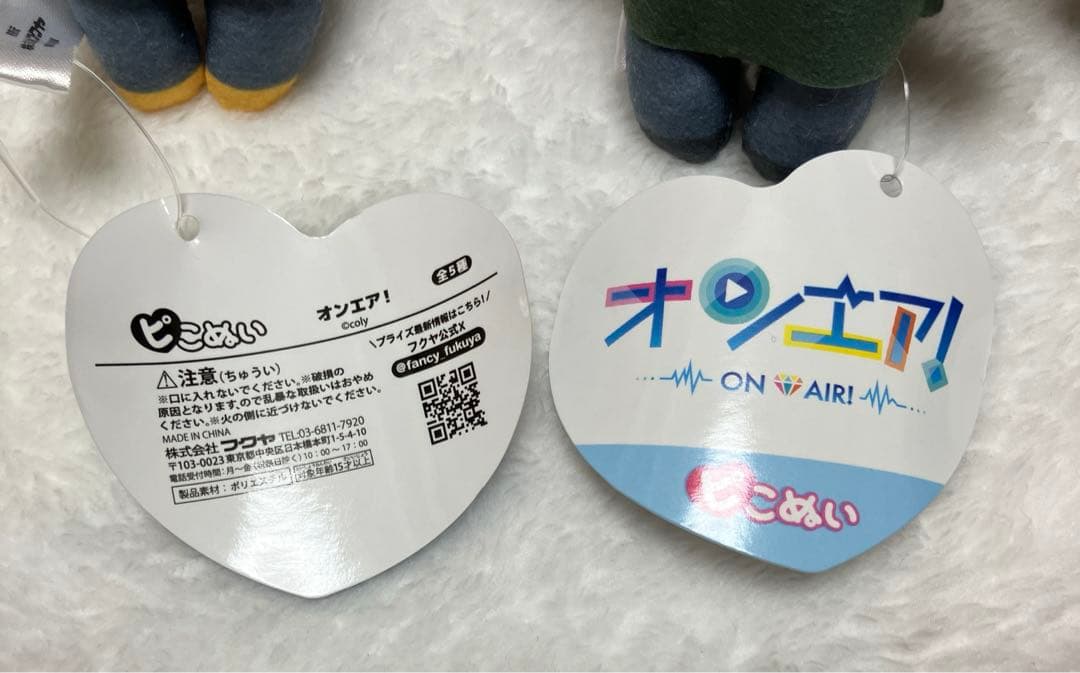 全5種
オンエア！
©coly
ピこぬい
＼プライズ最新情報はこちら！／
フクヤ公式X
@fancy_fukuya
⚠注意(ちゅうい)
※口に入れないでください。※破損の
原因となります。ので乱暴な取扱いはおやめ
ください。※火の側に近づけないでください。
MADE IN CHINA
株式会社フクヤ TEL:03-6811-7920
〒103-0023 東京都中央区日本橋本町1-5-4-10
電話受付時間：月〜金（祝祭日除く）10：00〜17：00
製品素材：ポリエステル 対象年齢15才以上
オンエア!
ON AIR!
ピこぬい